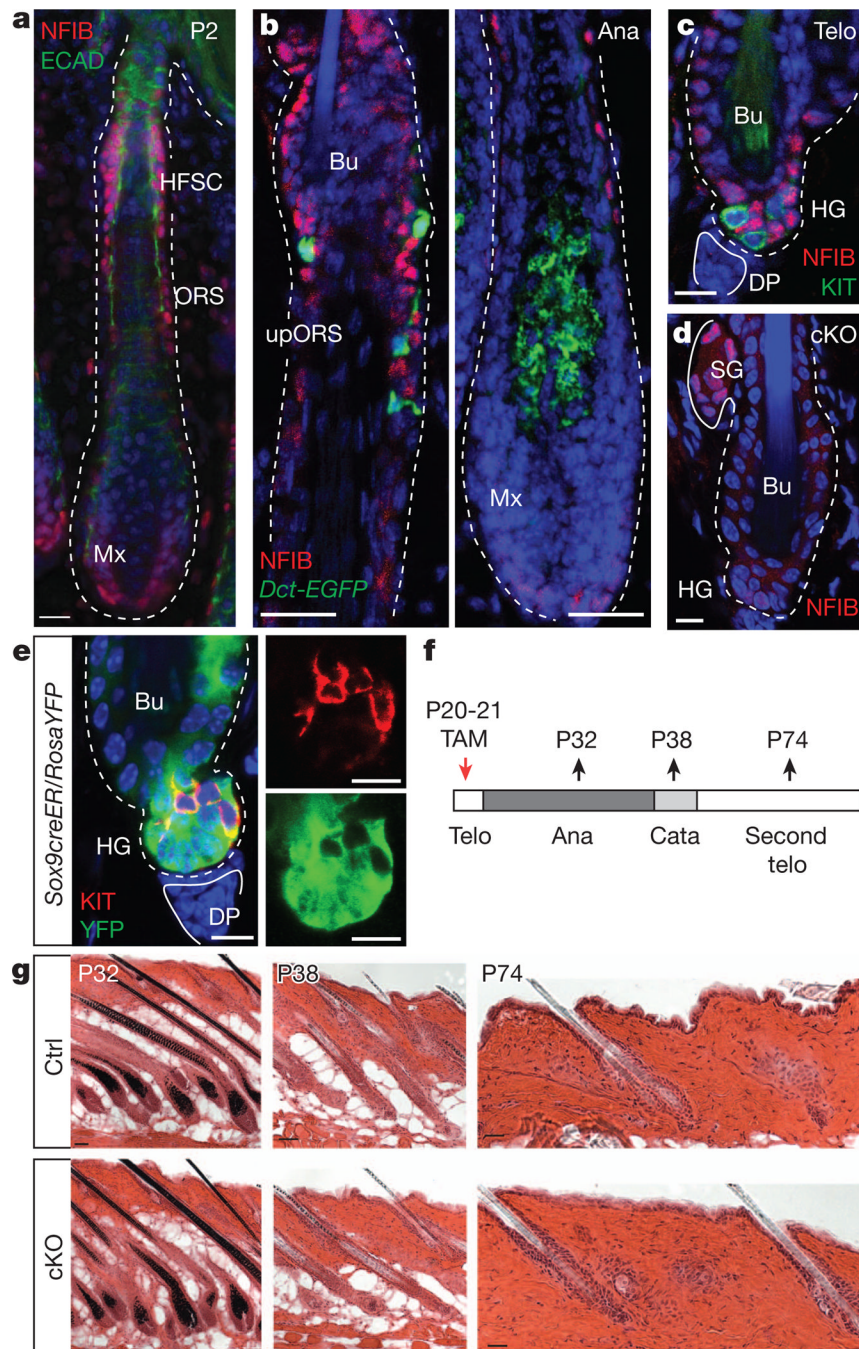 a
NFIB
ECAD
P2
HFSC
ORS
Mx
b
Bu
upORS
NFIB
Dct-EGFP
Ana
Mx
c
Telo
Bu
HG
NFIB
DP
KIT
d
cKO
SG
Bu
HG
NFIB
e
Sox9creER/RosaYFP
Bu
HG
KIT
YFP
DP
f
P20-21
TAM
P32
P38
P74
Telo
Ana
Cata
Second
telo
g
P32
P38
P74
Ctrl
cKO